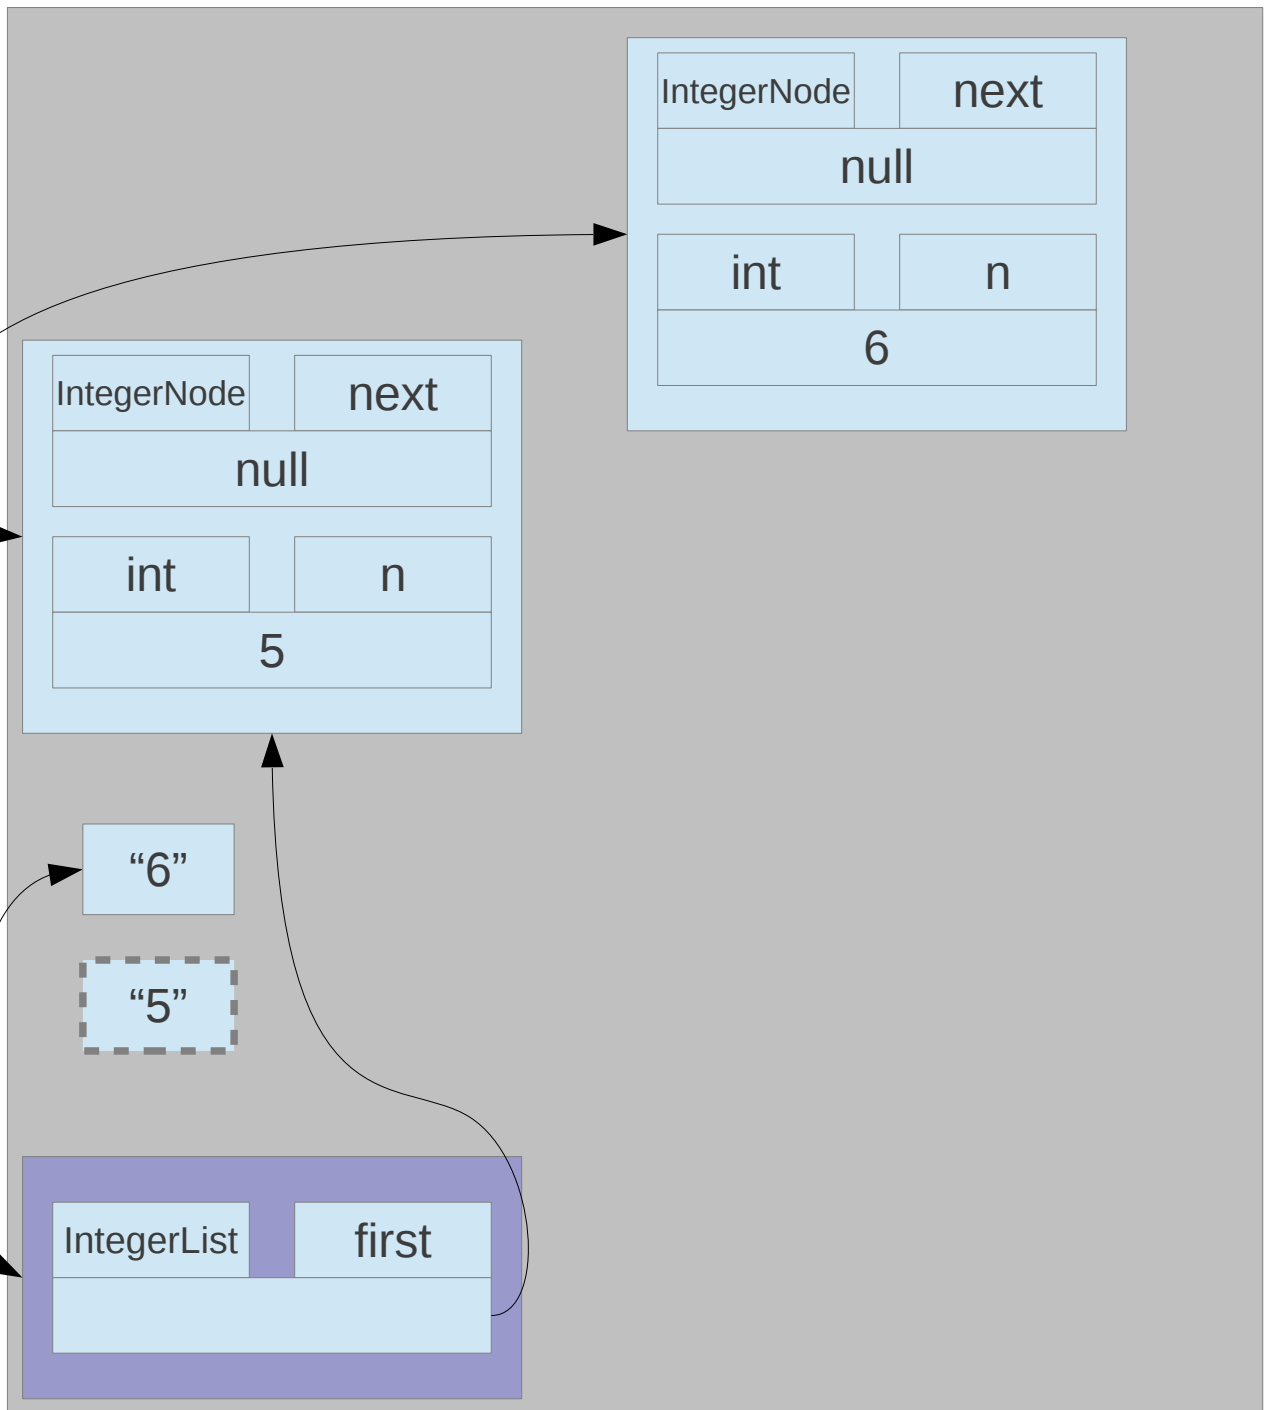 IntegerNode next
null
int n
6
IntegerNode next
null
int n
5
“6”
“5”
IntegerList first